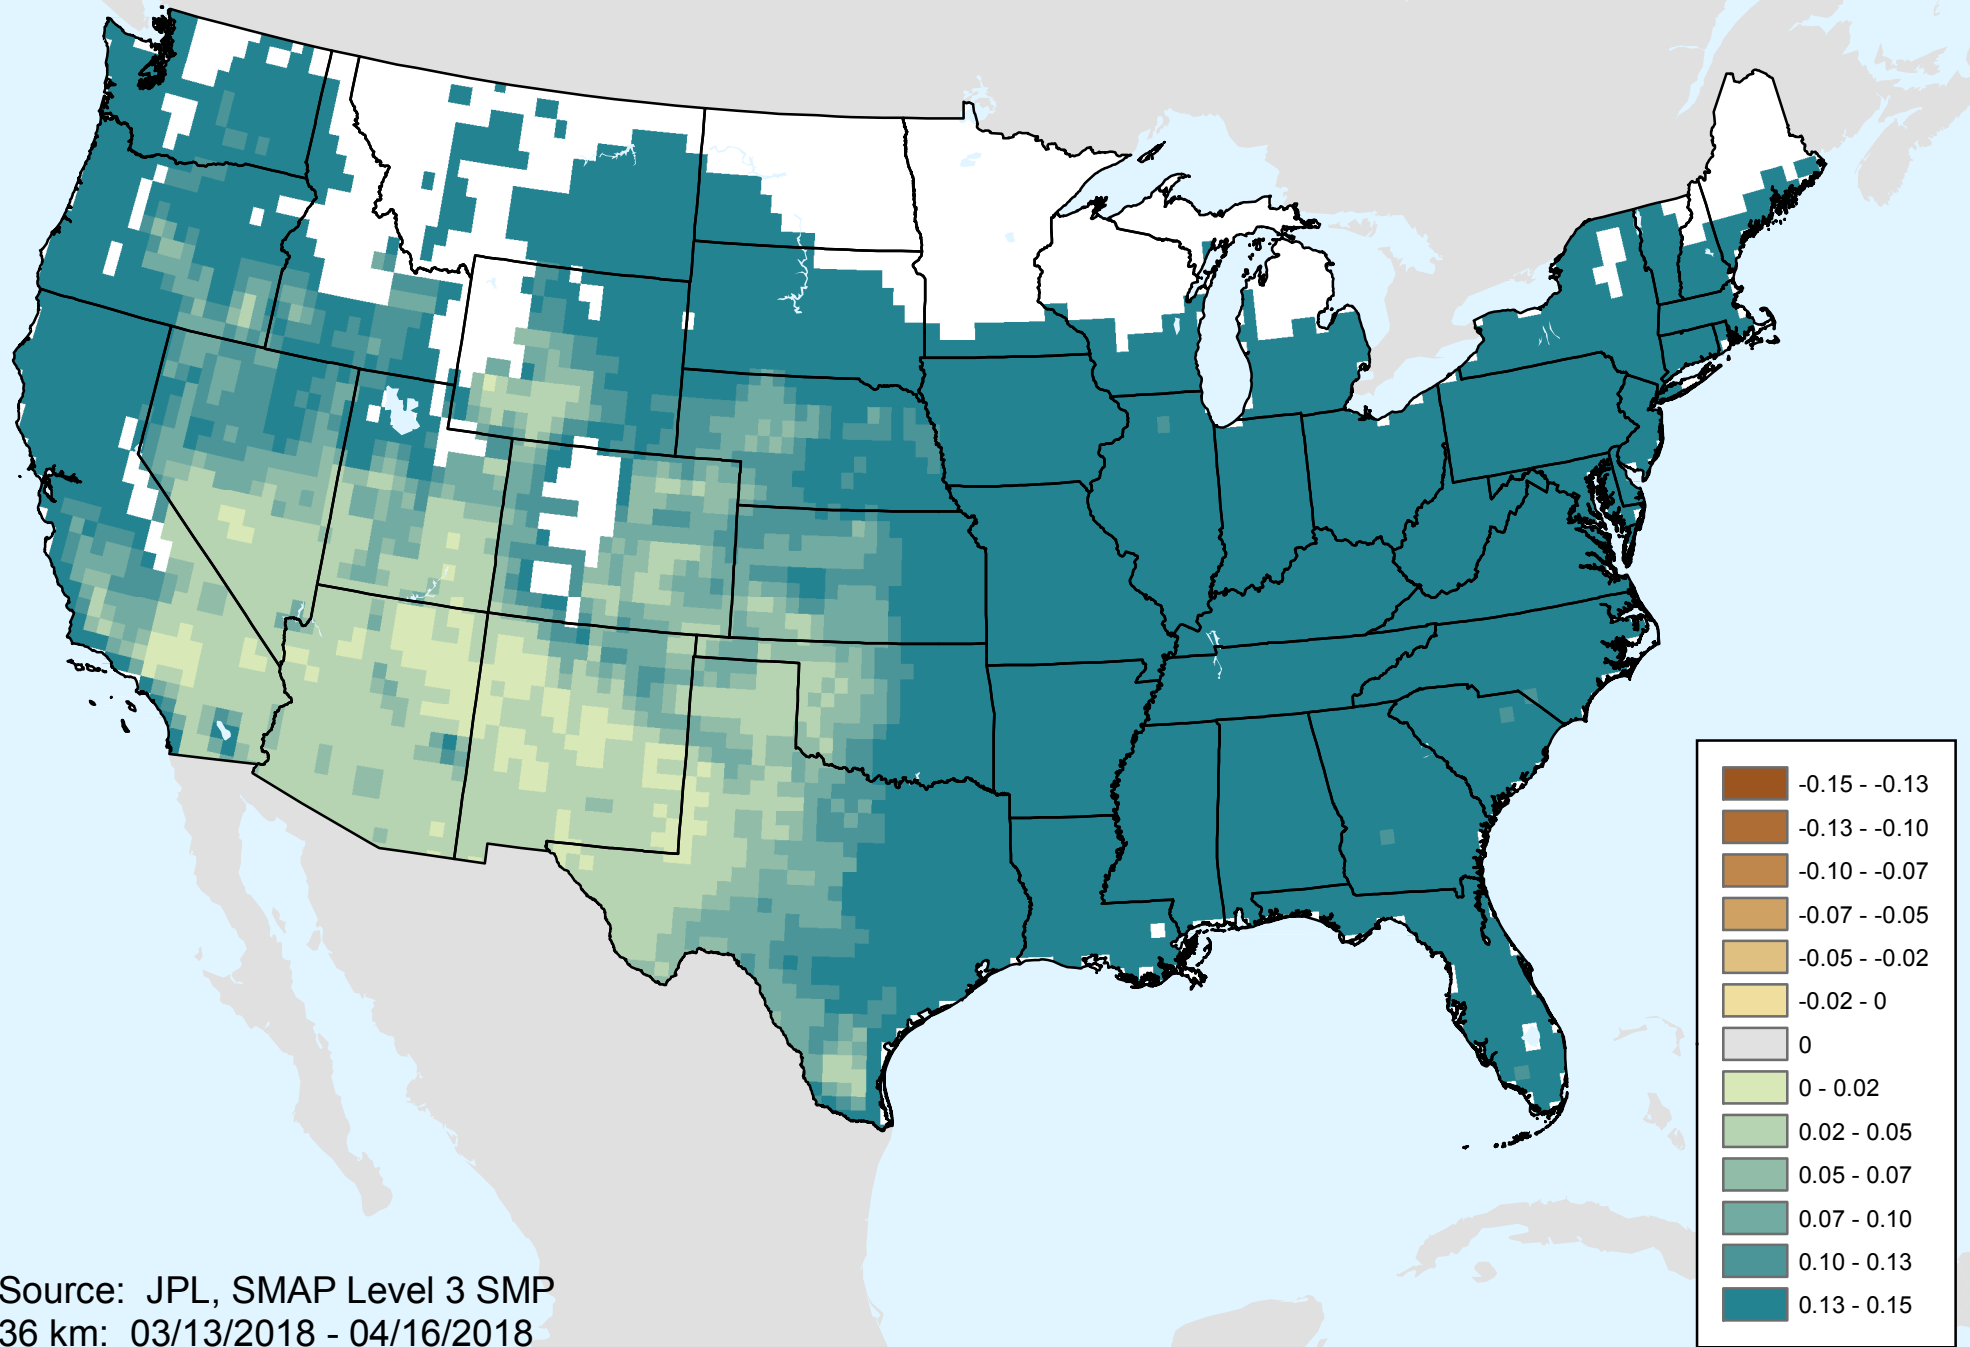 -0.15 - -0.13
-0.13 - -0.10
-0.10 - -0.07
-0.07 - -0.05
-0.05 - -0.02
-0.02 - 0
0
0 - 0.02
0.02 - 0.05
0.05 - 0.07
0.07 - 0.10
0.10 - 0.13
0.13 - 0.15
Source: JPL, SMAP Level 3 SMP
36 km: 03/13/2018 - 04/16/2018